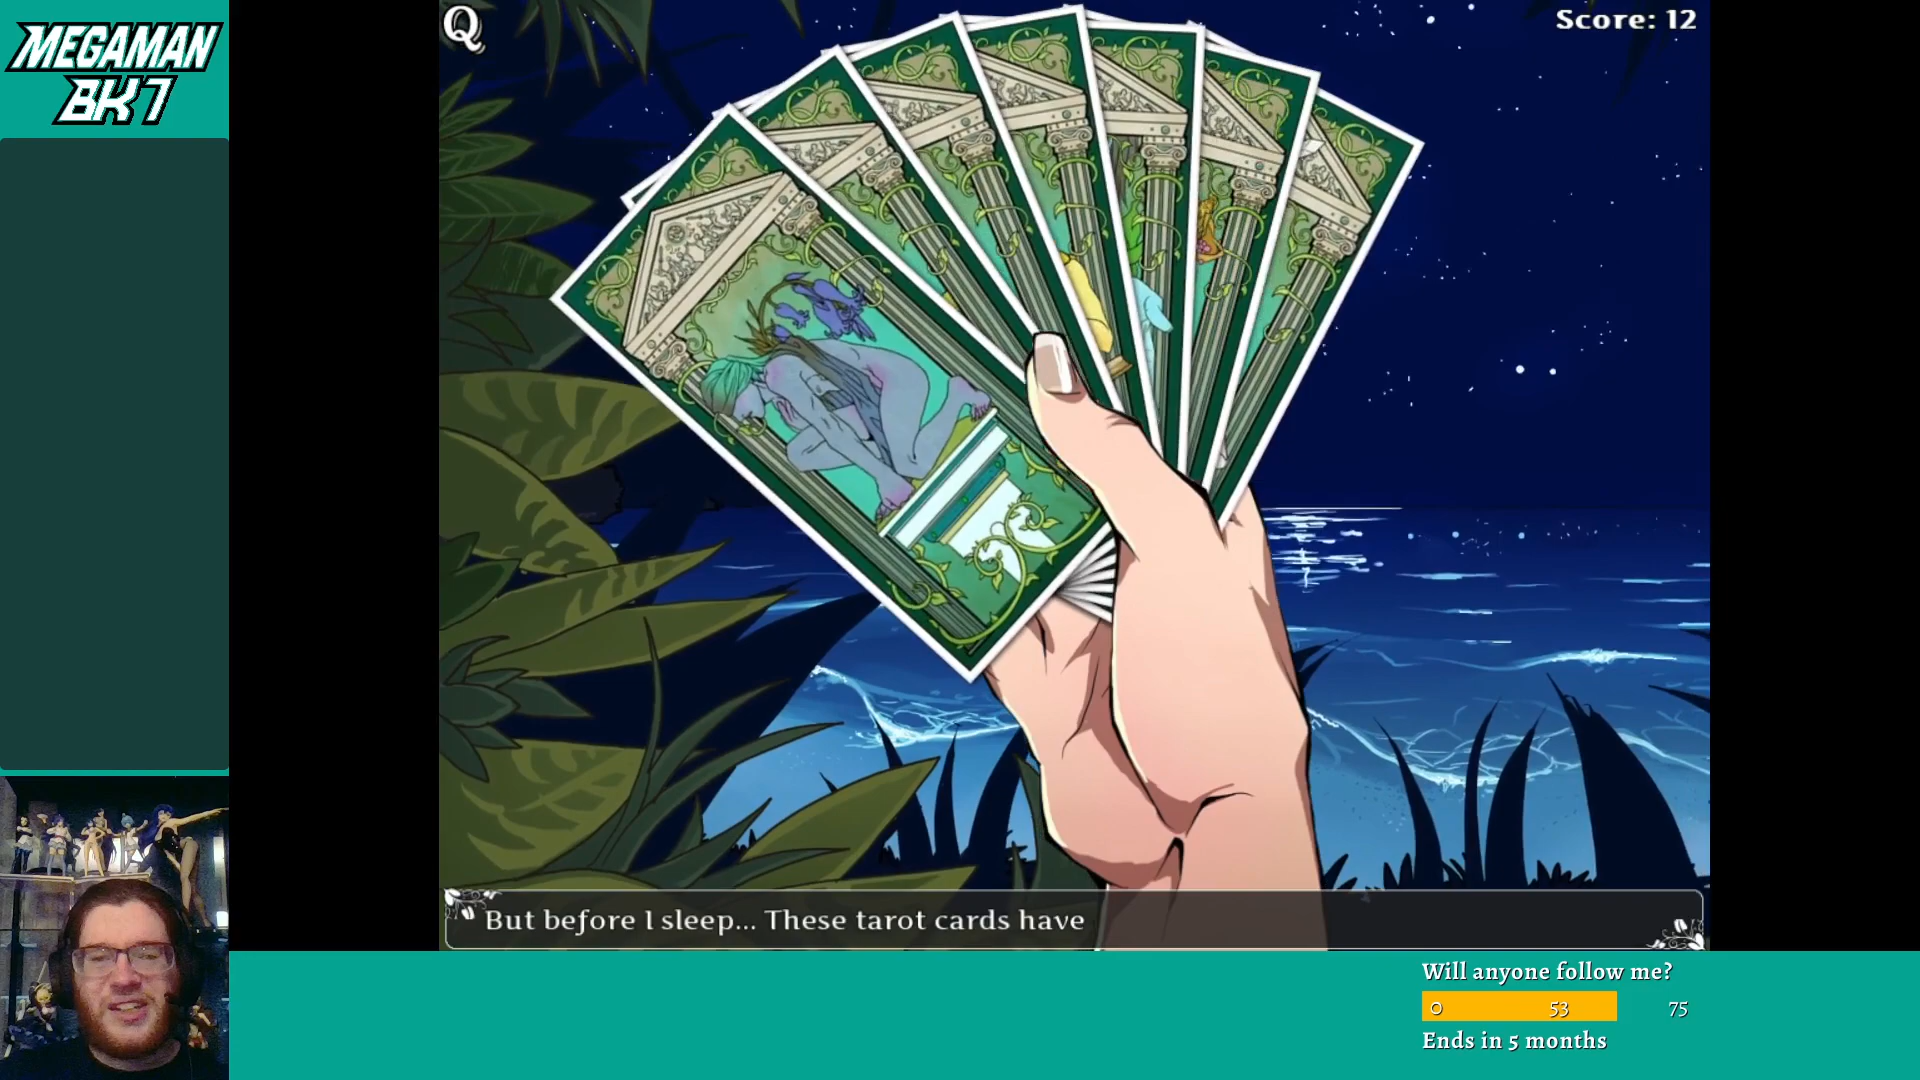 MEGAMAN
BK7
Q
Score: 12
But before I sleep... These tarot cards have
Will anyone follow me?
0 53 75
Ends in 5 months